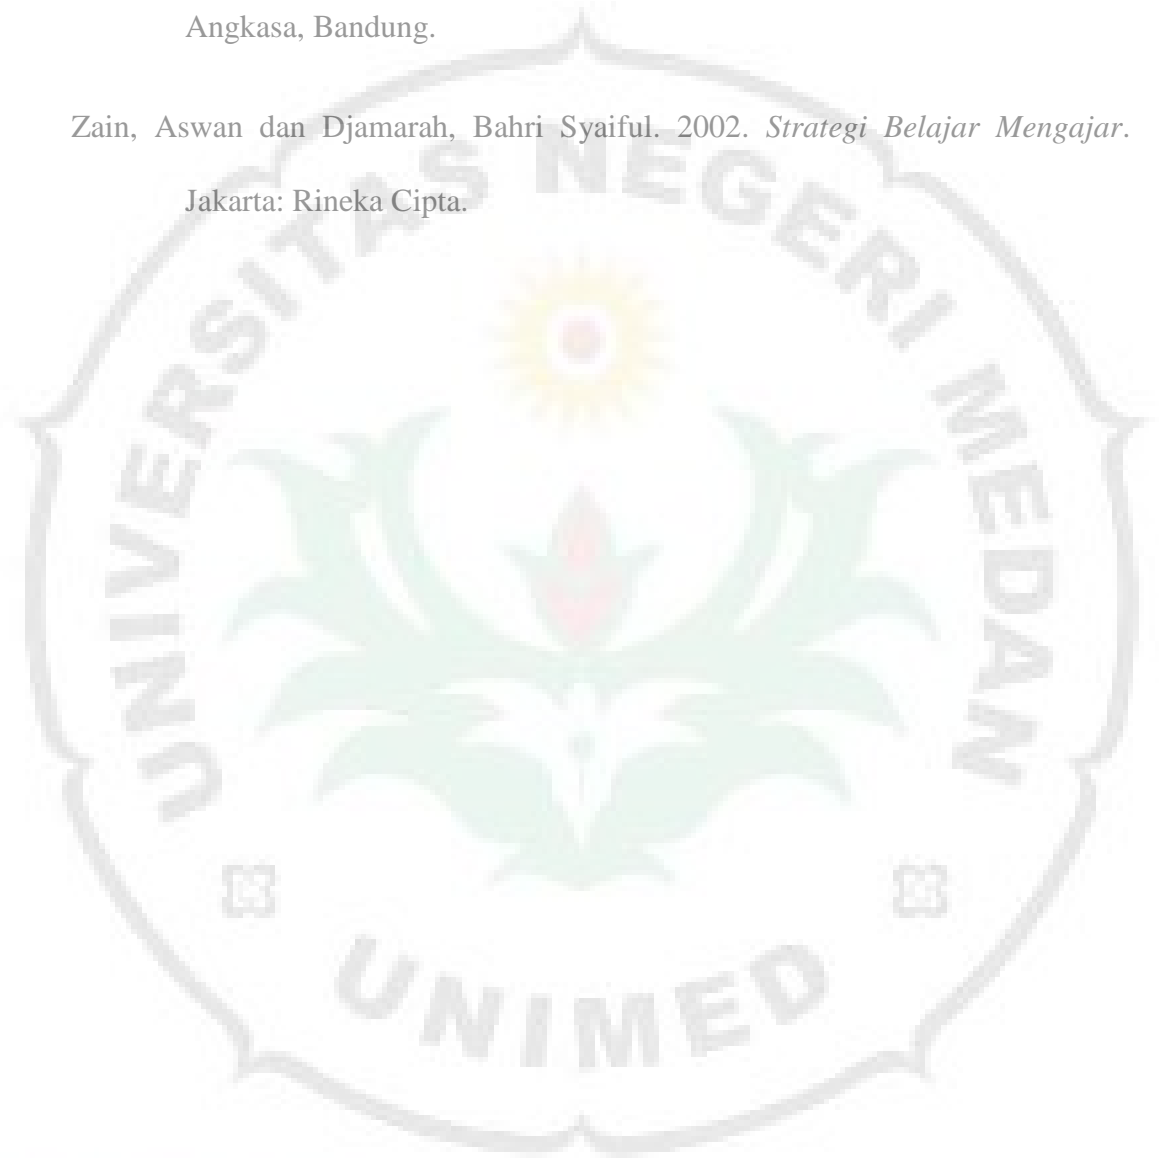 Angkasa, Bandung.
Zain, Aswan dan Djamarah, Bahri Syaiful. 2002. Strategi Belajar Mengajar.
Jakarta: Rineka Cipta.
UNIVERSITAS NEGERI MEDAN
UNIMED